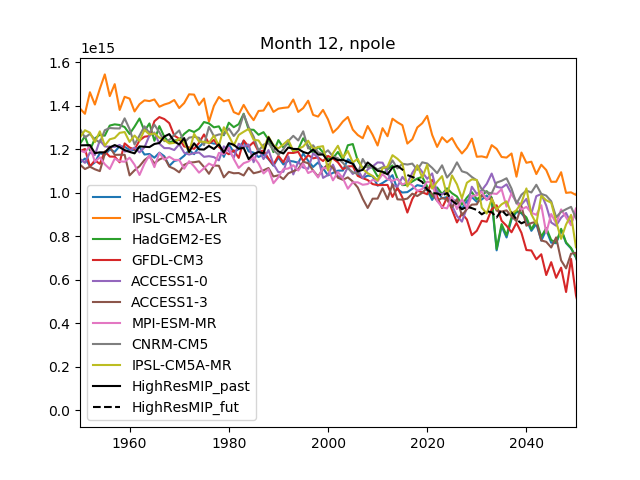 Month 12, npole
1e15
1.6
1.4
1.2
1.0
0.8
0.6
0.4
0.2
0.0
HadGEM2-ES
IPSL-CM5A-LR
HadGEM2-ES
GFDL-CM3
ACCESS1-0
ACCESS1-3
MPI-ESM-MR
CNRM-CM5
IPSL-CM5A-MR
HighResMIP_past
HighResMIP_fut
1960 1980 2000 2020 2040